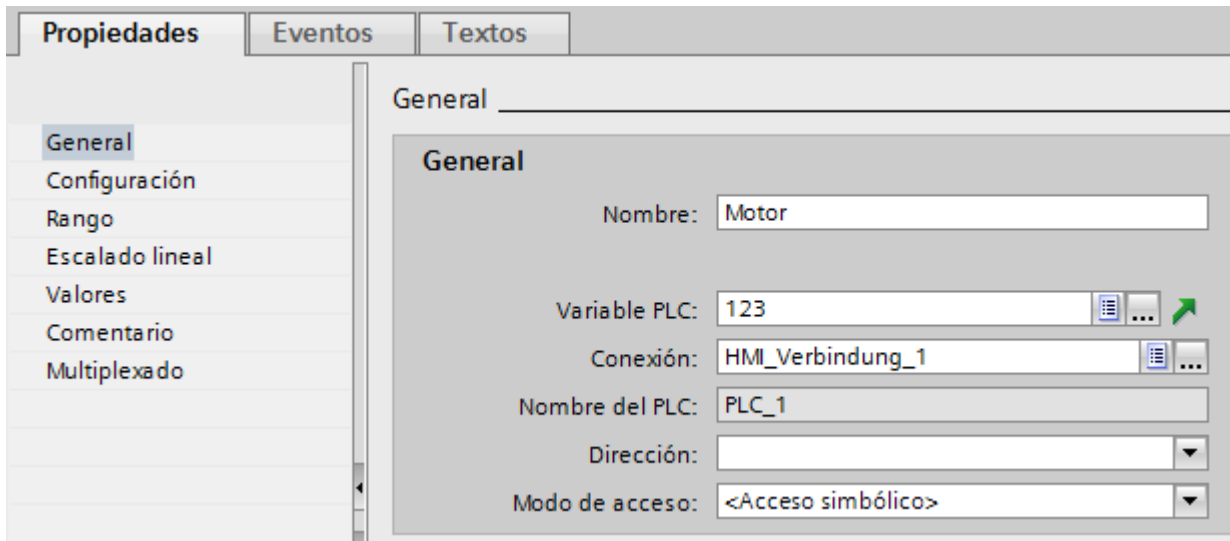 Propiedades Eventos Textos
General
General
Configuración
Rango
Escalado lineal
Valores
Comentario
Multiplexado
General
Nombre: Motor
Variable PLC: 123 ...
Conexión: HMI_Verbindung_1 ...
Nombre del PLC: PLC_1
Dirección:
Modo de acceso: <Acceso simbólico>